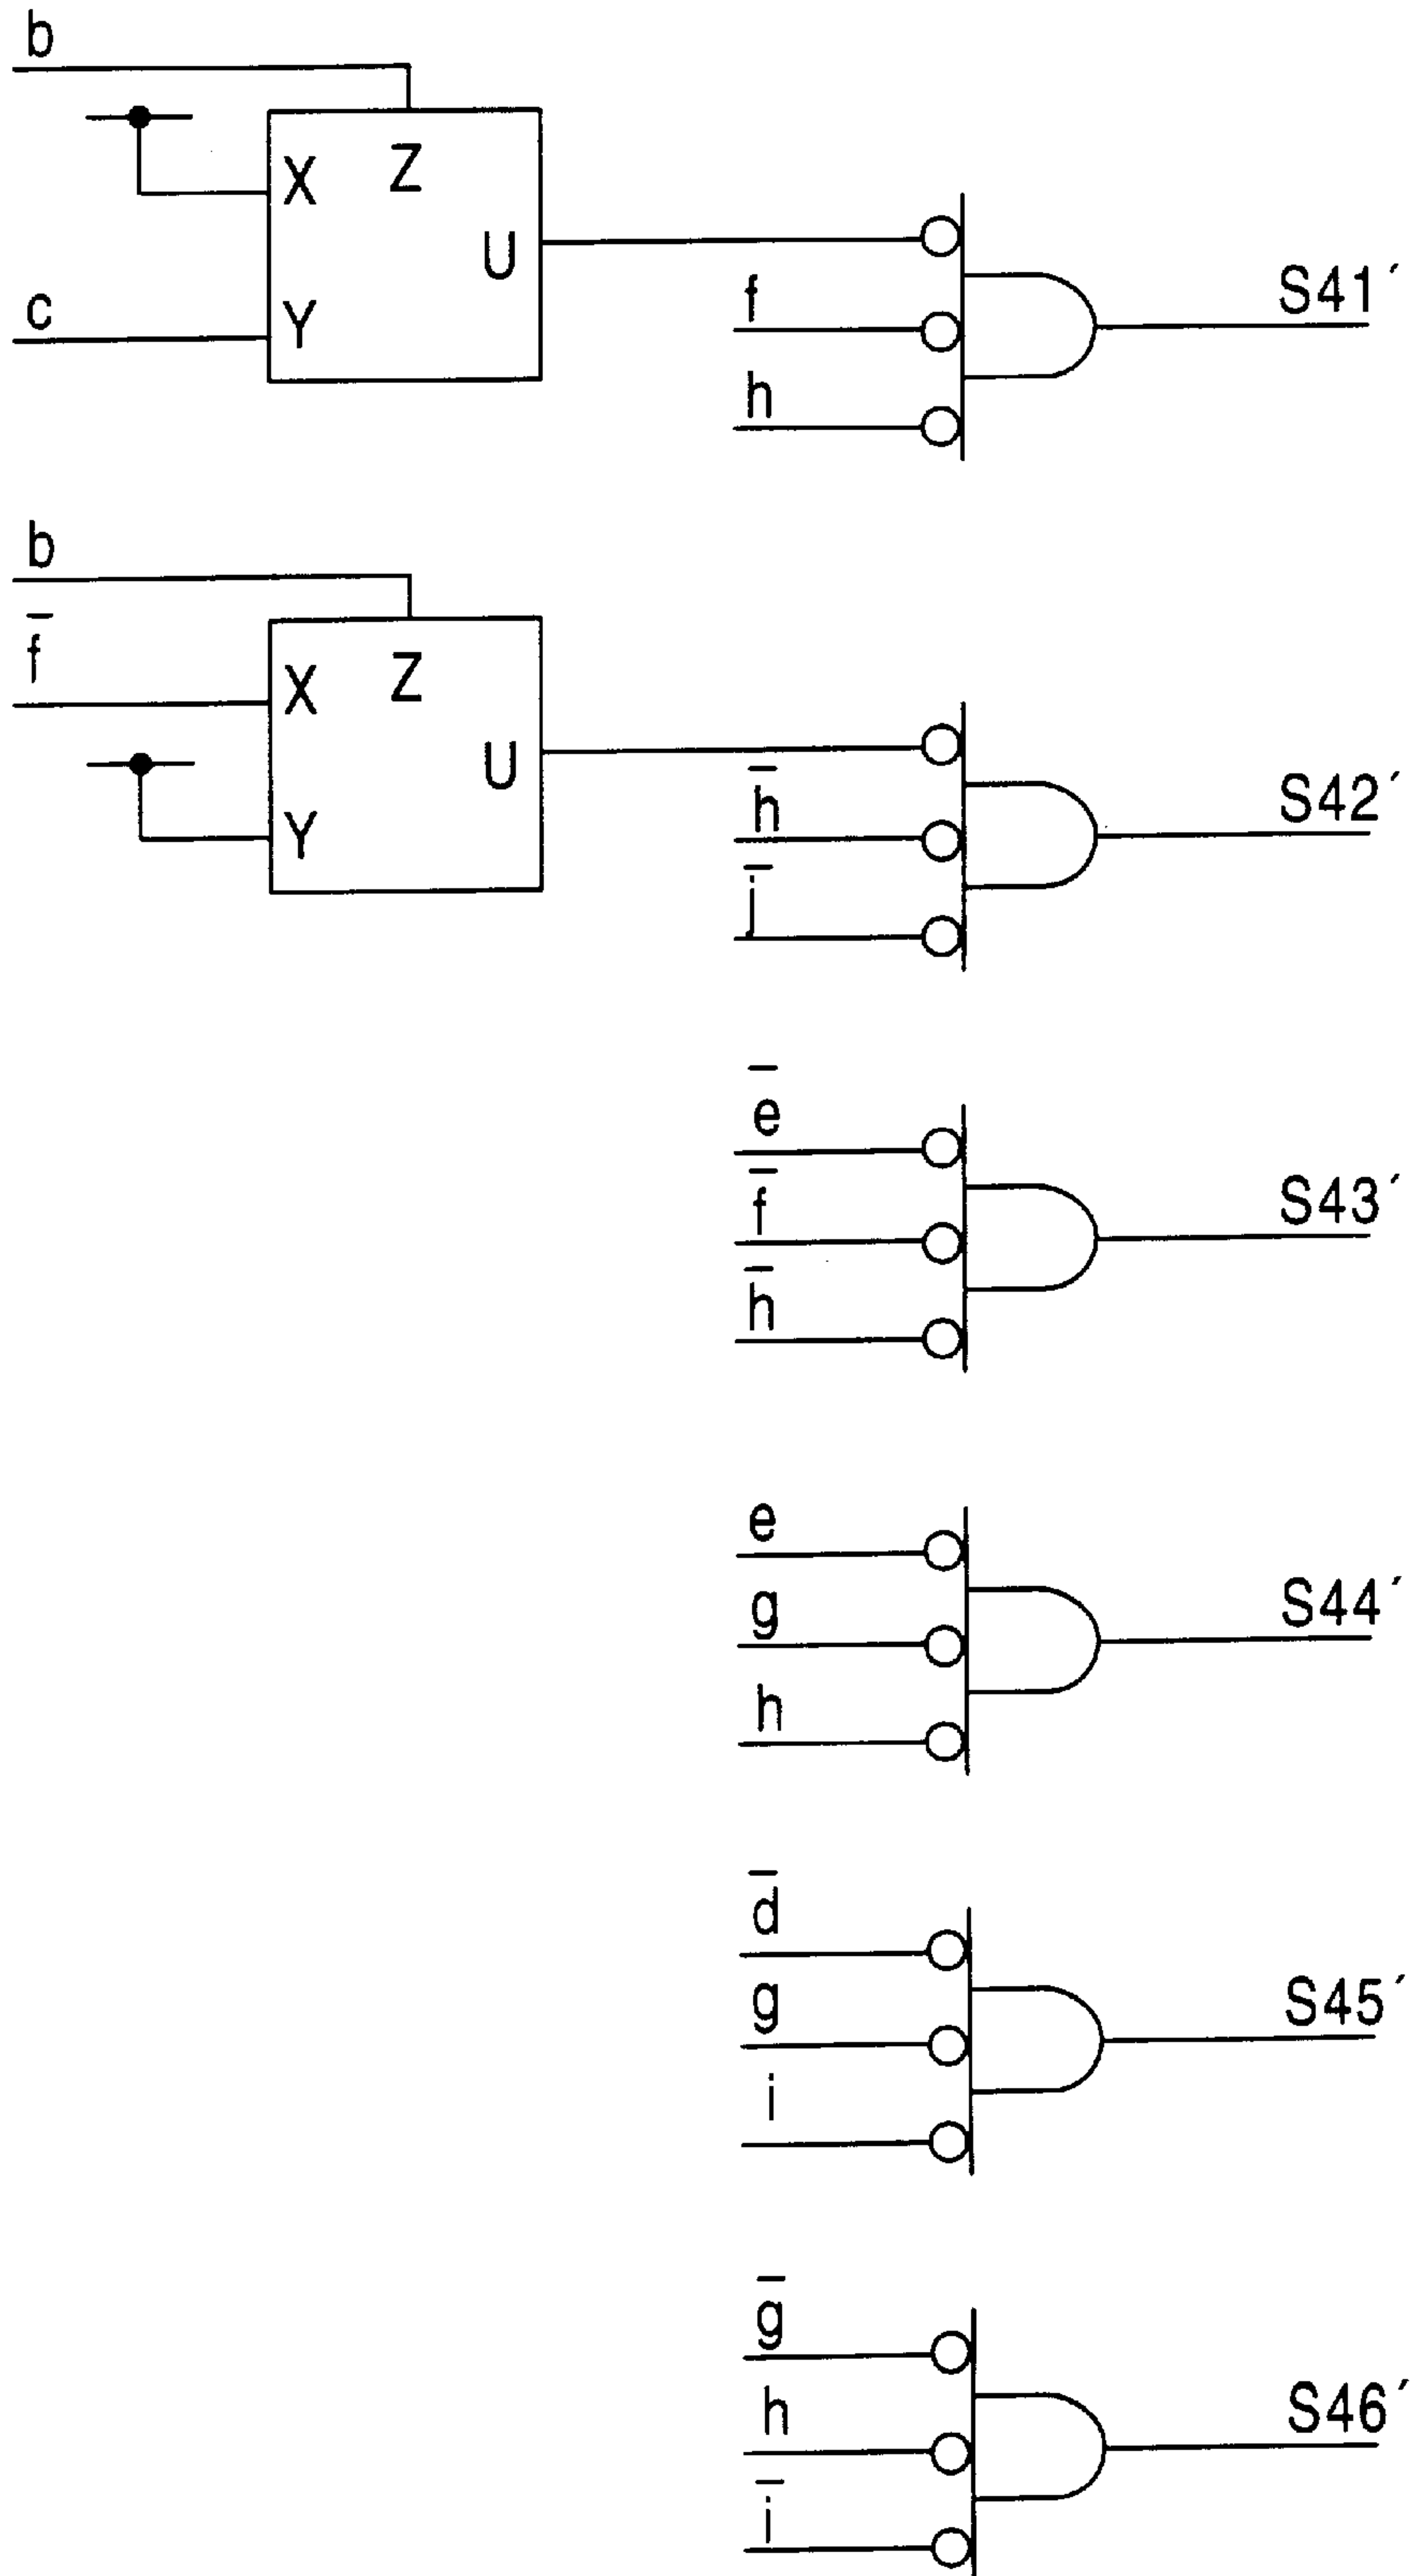 b
X Z
U
c
Y
f
h
S41′
b
f̅
X Z
U
Y
h̅
j̅
S42′
e̅
f̅
h̅
S43′
e
g
h
S44′
d̅
g
i
S45′
g̅
h
i̅
S46′